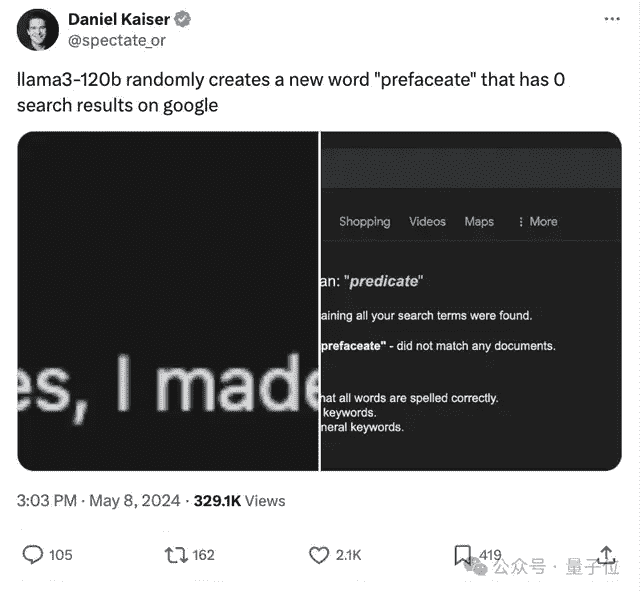 Daniel Kaiser
@spectate_or
llama3-120b randomly creates a new word "prefaceate" that has 0
search results on google
es, I made
Shopping Videos Maps ⋮ More
an: "predicate"
aining all your search terms were found.
prefaceate" - did not match any documents.
hat all words are spelled correctly.
keywords.
neral keywords.
3:03 PM · May 8, 2024 · 329.1K Views
105 162 2.1K 419
公众号 · 量子位